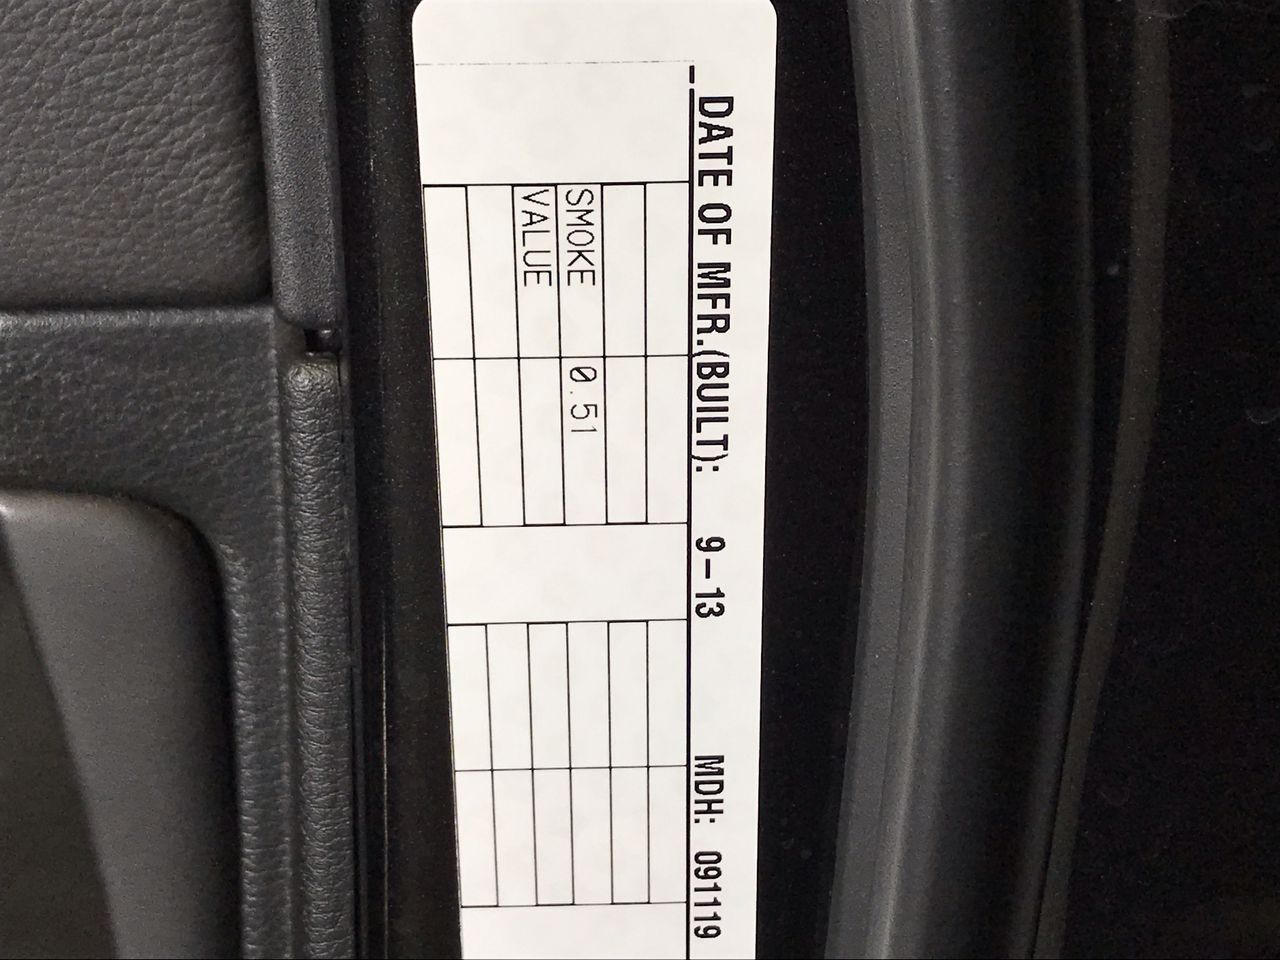 DATE OF MFR.(BUILT): 9-13 MDH: 091119
SMOKE 0.51
VALUE